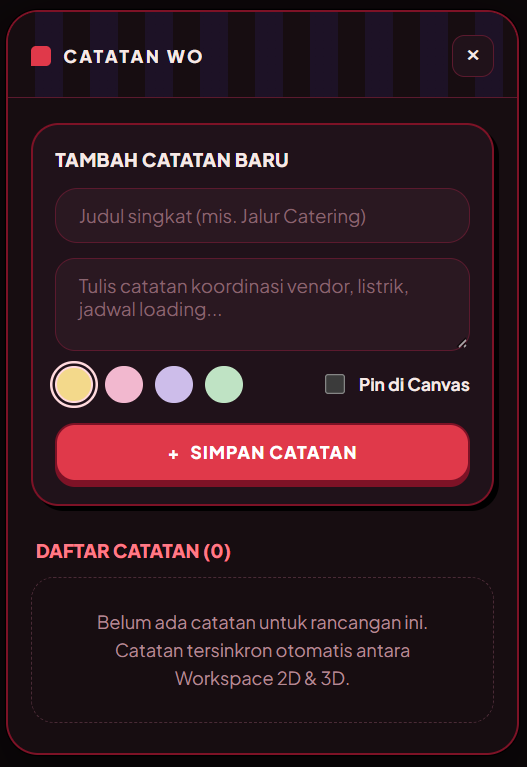 CATATAN WO
✕
TAMBAH CATATAN BARU
Judul singkat (mis. Jalur Catering)
Tulis catatan koordinasi vendor, listrik,
jadwal loading...
Pin di Canvas
+ SIMPAN CATATAN
DAFTAR CATATAN (0)
Belum ada catatan untuk rancangan ini.
Catatan tersinkron otomatis antara
Workspace 2D & 3D.